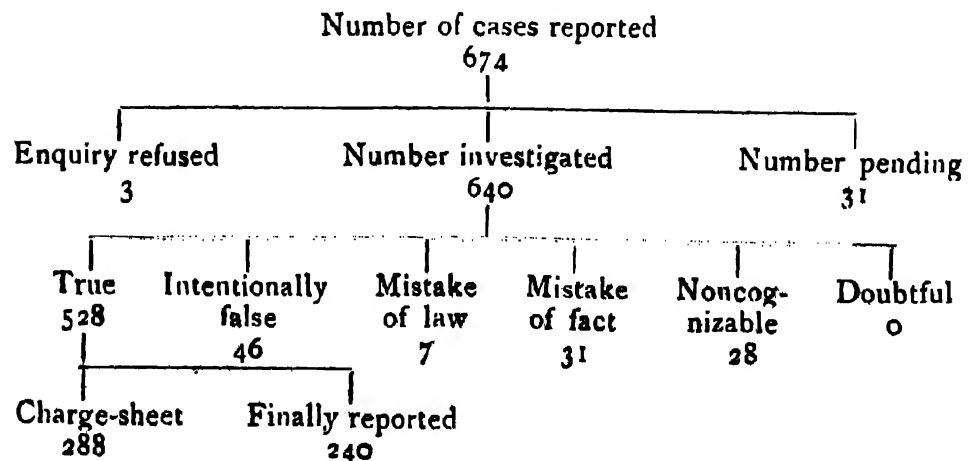 Number of cases reported
674
Enquiry refused
3
Number investigated
640
Number pending
31
True
528
Intentionally
false
46
Mistake
of law
7
Mistake
of fact
31
Noncog-
nizable
28
Doubtful
0
Charge-sheet
288
Finally reported
240